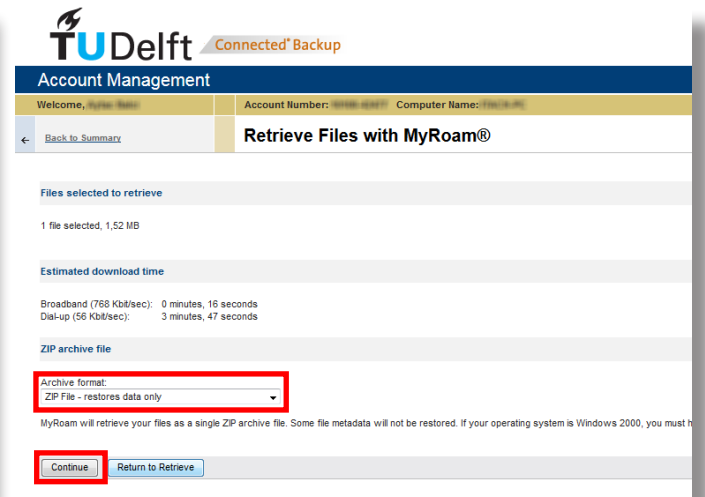 TU Delft Connected® Backup
Account Management
Welcome, Account Number: Computer Name:
← Back to Summary Retrieve Files with MyRoam®
Files selected to retrieve
1 file selected, 1,52 MB
Estimated download time
Broadband (768 Kbit/sec): 0 minutes, 16 seconds
Dial-up (56 Kbit/sec): 3 minutes, 47 seconds
ZIP archive file
Archive format:
ZIP File - restores data only
MyRoam will retrieve your files as a single ZIP archive file. Some file metadata will not be restored. If your operating system is Windows 2000, you must h
Continue Return to Retrieve